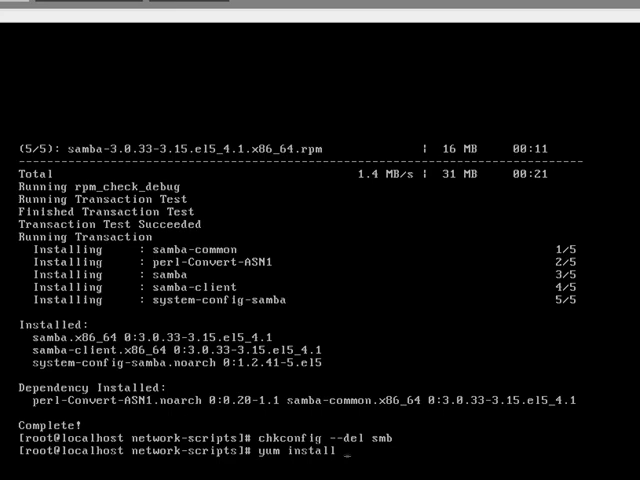 (5/5): samba-3.0.33-3.15.el5_4.1.x86_64.rpm | 16 MB 00:11
--------------------------------------------------------------------------------
Total 1.4 MB/s | 31 MB 00:21
Running rpm_check_debug
Running Transaction Test
Finished Transaction Test
Transaction Test Succeeded
Running Transaction
Installing : samba-common 1/5
Installing : perl-Convert-ASN1 2/5
Installing : samba 3/5
Installing : samba-client 4/5
Installing : system-config-samba 5/5
Installed:
samba.x86_64 0:3.0.33-3.15.el5_4.1
samba-client.x86_64 0:3.0.33-3.15.el5_4.1
system-config-samba.noarch 0:1.2.41-5.el5
Dependency Installed:
perl-Convert-ASN1.noarch 0:0.20-1.1 samba-common.x86_64 0:3.0.33-3.15.el5_4.1
Complete!
[root@localhost network-scripts]# chkconfig --del smb
[root@localhost network-scripts]# yum install _